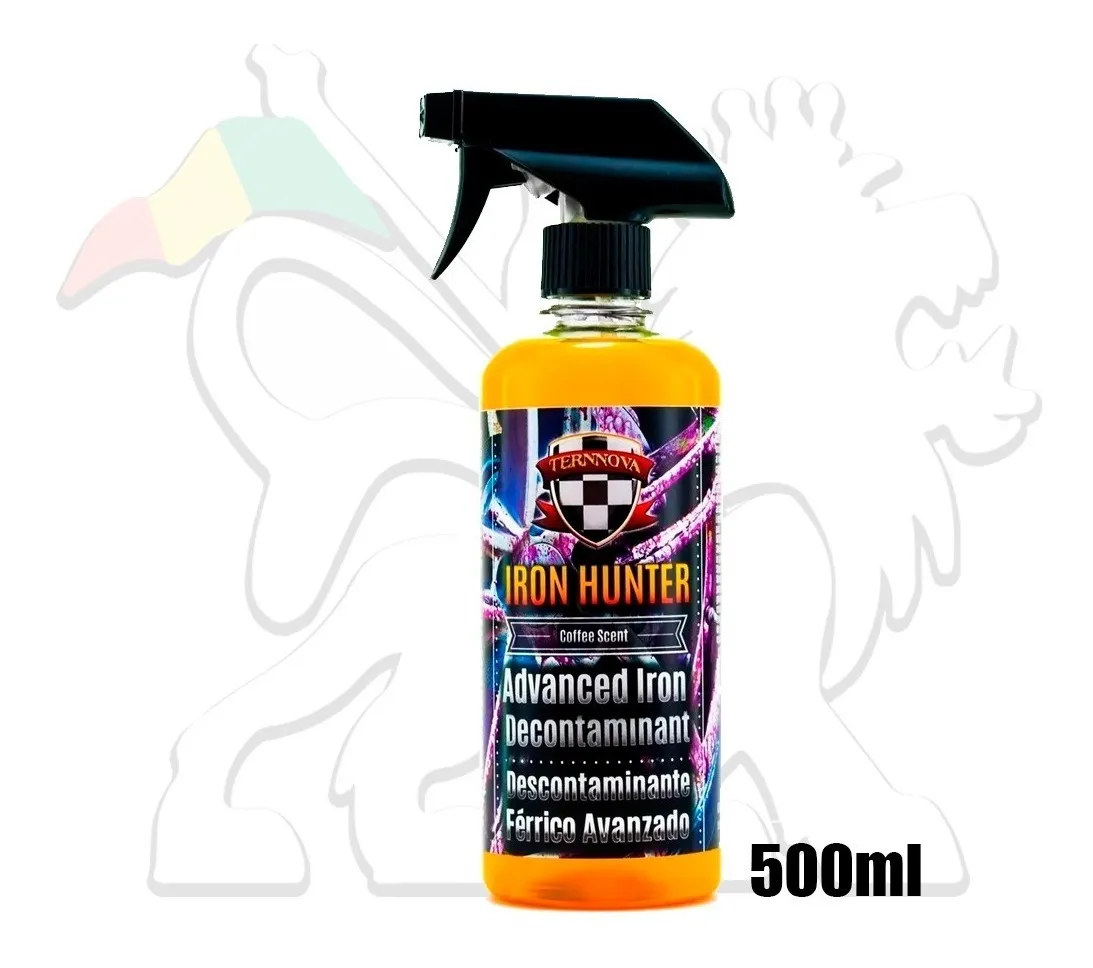 TERNNOVA
IRON HUNTER
Coffee Scent
Advanced Iron
Decontaminant
Descontaminante
Férrico Avanzado
500ml